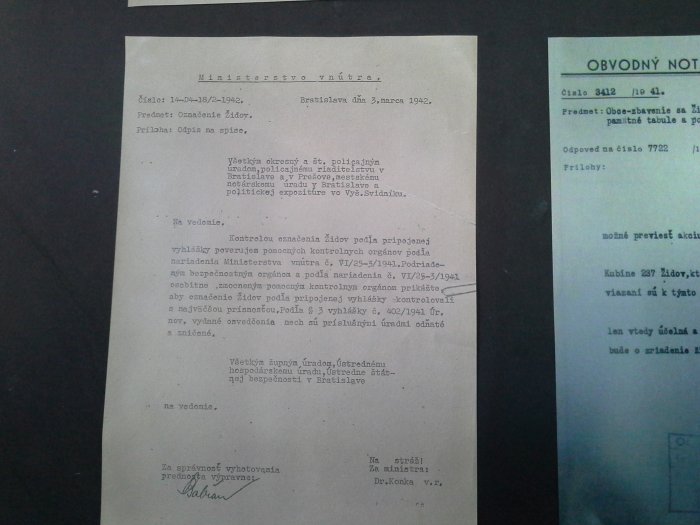 Ministerstvo vnútra.
Číslo: 14-D4-18/2-1942.
Bratislava dňa 3.marca 1942.
Predmet: Označenie Židov.
Príloha: Odpis na spise.
Všetkým okresný a št. policajným
úradom,policajnému riaditeľstvu v
Bratislave a v Prešove,mestskému
notárskemu úradu v Bratislave a
politickej expozitúre vo Vyš.Svidníku.
Na vedomie.
Kontrolou označenia Židov podľa pripojenej
vyhlášky poverujem pomocných kontrolných orgánov podľa
nariadenia Ministerstva vnútra č. VI/25-3/1941.Podriade-
ným bezpečnostným orgánom a podľa nariadenia č. VI/25-3/1941
osobitne zmocneným pomocným kontrolným orgánom prikážte,
aby označenie Židov podľa pripojenej vyhlášky kontrolovali
s najväčšou prísnosťou.Podľa § 3 vyhlášky č. 402/1941 Úr.
nov. vydané osvedčenia nech sú príslušnými úradmi odňaté
a zničené.
Všetkým župným úradom,Ústrednému
hospodárskemu úradu,Ústredne štát-
nej bezpečnosti v Bratislave
na vedomie.
Za správnosť vyhotovenia
prednosta výpravne:
Na stráž!
Za ministra:
Dr.Konka v.r.
OBVODNÝ NOT
Číslo 3412 /19 41.
Predmet: Obce-zbavenie sa Ži
pamätné tabule a po
Odpoveď na číslo 7722 /1
Prílohy:
možné previesť akciu
Kubíne 237 Židov,kt
viazaní sú k týmto
len vtedy účelná a
bude o zriadenie